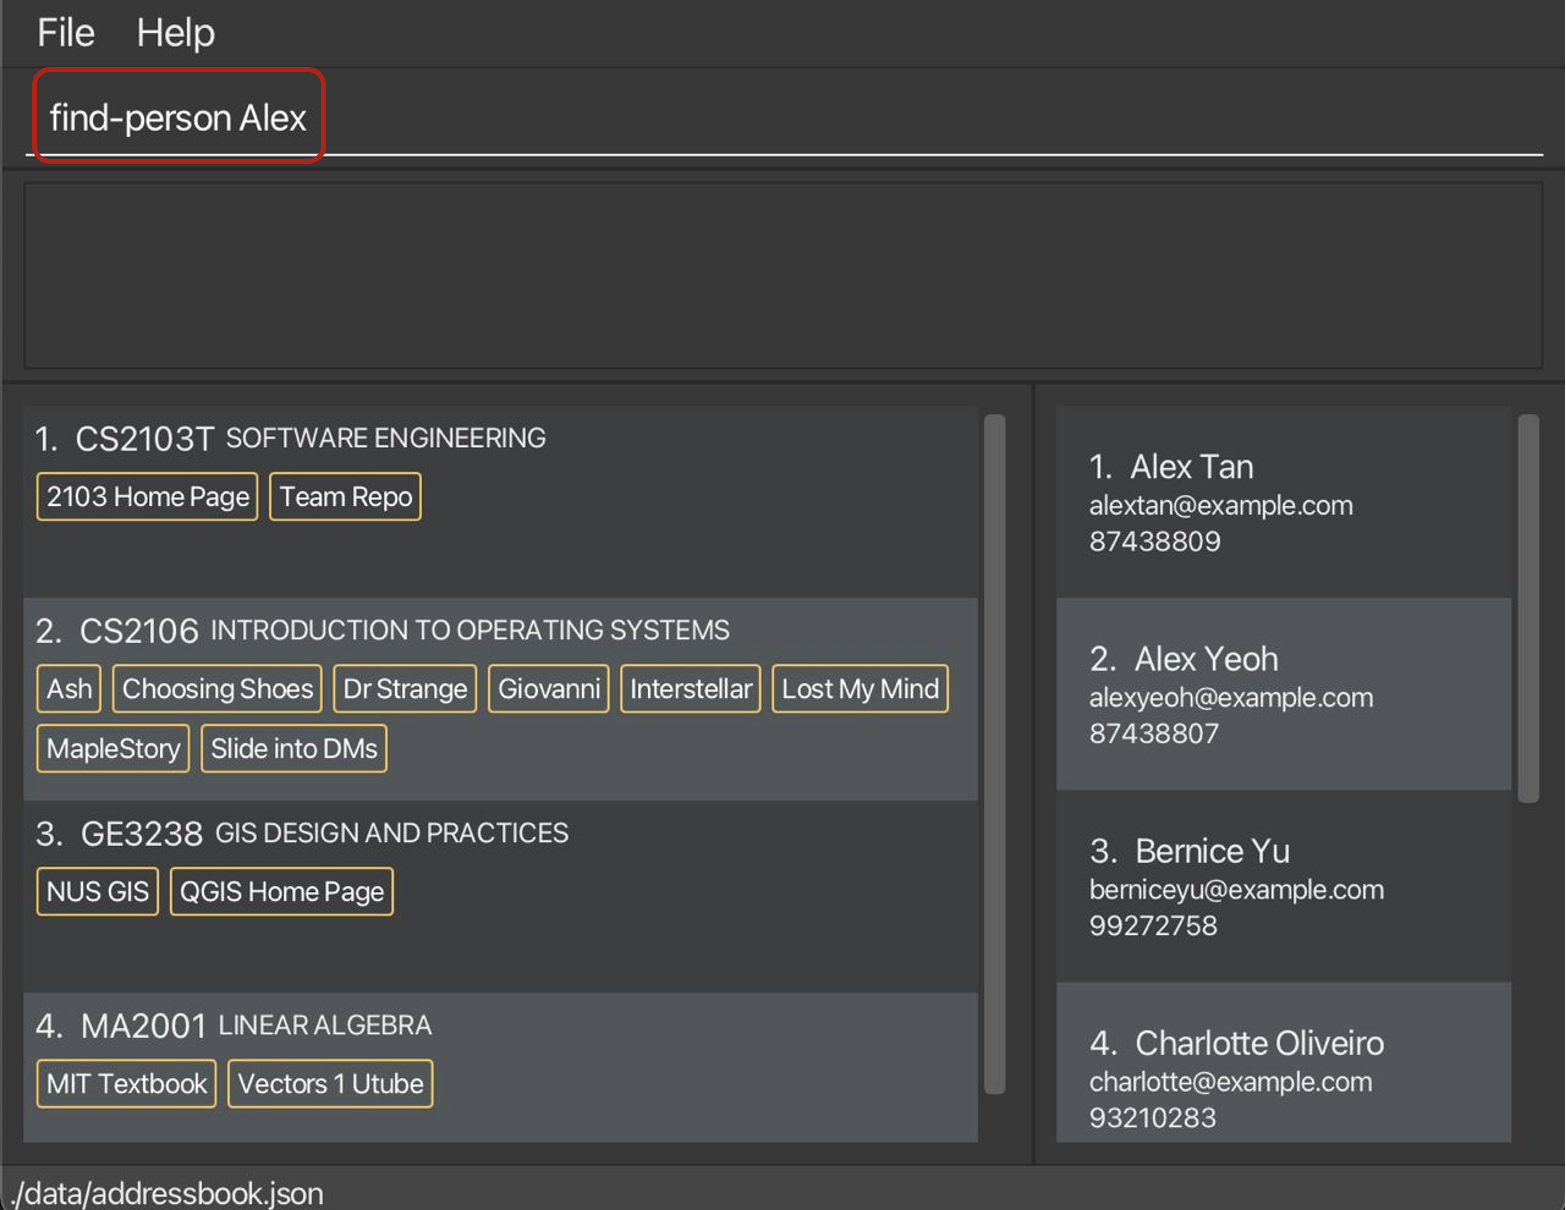 File Help
find-person Alex
1. CS2103T SOFTWARE ENGINEERING
2103 Home Page Team Repo
2. CS2106 INTRODUCTION TO OPERATING SYSTEMS
Ash Choosing Shoes Dr Strange Giovanni Interstellar Lost My Mind
MapleStory Slide into DMs
3. GE3238 GIS DESIGN AND PRACTICES
NUS GIS QGIS Home Page
4. MA2001 LINEAR ALGEBRA
MIT Textbook Vectors 1 Utube
1. Alex Tan
alextan@example.com
87438809
2. Alex Yeoh
alexyeoh@example.com
87438807
3. Bernice Yu
berniceyu@example.com
99272758
4. Charlotte Oliveiro
charlotte@example.com
93210283
./data/addressbook.json